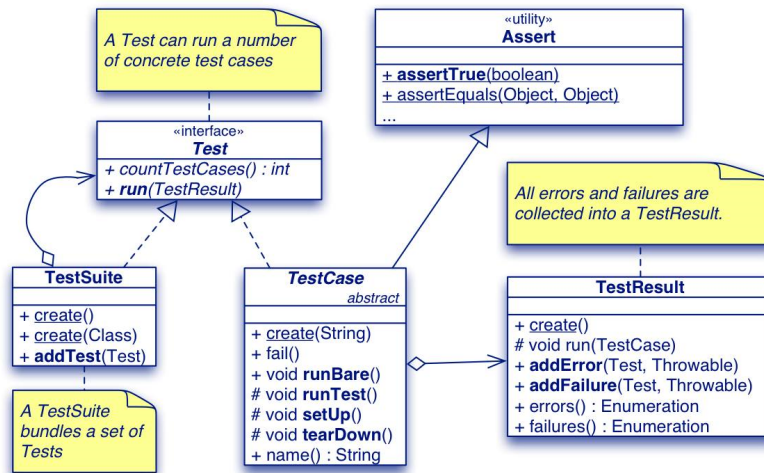 A Test can run a number
of concrete test cases
«utility»
Assert
+ assertTrue(boolean)
+ assertEquals(Object, Object)
...
«interface»
Test
+ countTestCases() : int
+ run(TestResult)
All errors and failures are
collected into a TestResult.
TestSuite
+ create()
+ create(Class)
+ addTest(Test)
A TestSuite
bundles a set of
Tests
TestCase
abstract
+ create(String)
+ fail()
+ void runBare()
# void runTest()
# void setUp()
# void tearDown()
+ name() : String
TestResult
+ create()
# void run(TestCase)
+ addError(Test, Throwable)
+ addFailure(Test, Throwable)
+ errors() : Enumeration
+ failures() : Enumeration